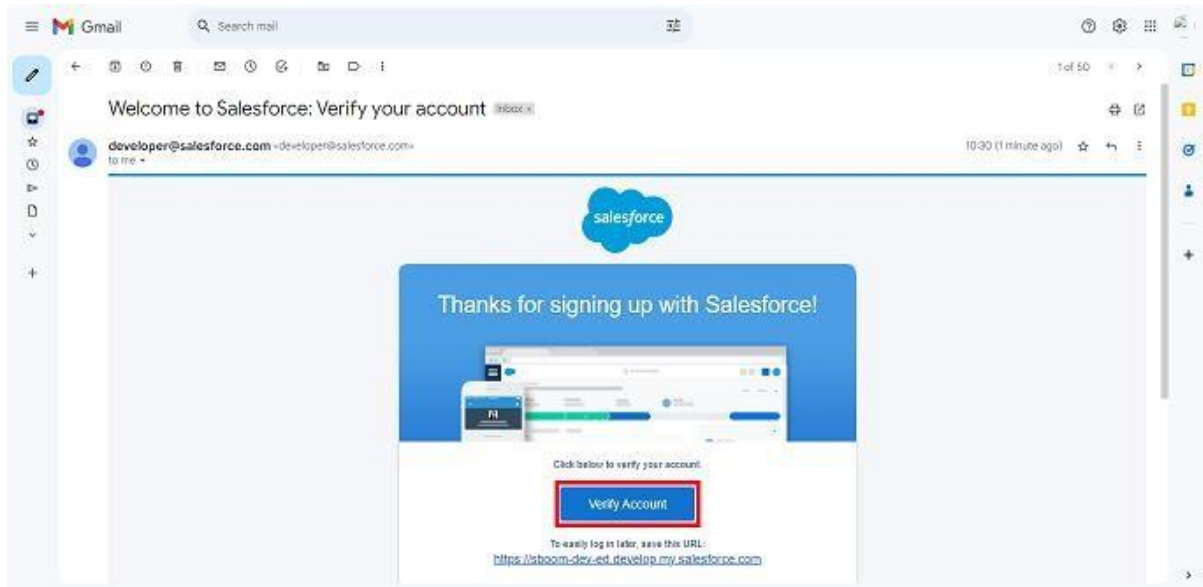 Gmail
Search mail
1 of 50
Welcome to Salesforce: Verify your account Inbox ×
developer@salesforce.com <developer@salesforce.com>
10:30 (1 minute ago)
to me
salesforce
Thanks for signing up with Salesforce!
Click below to verify your account.
Verify Account
To easily log in later, save this URL:
https://sboom-dev-ed.develop.my.salesforce.com